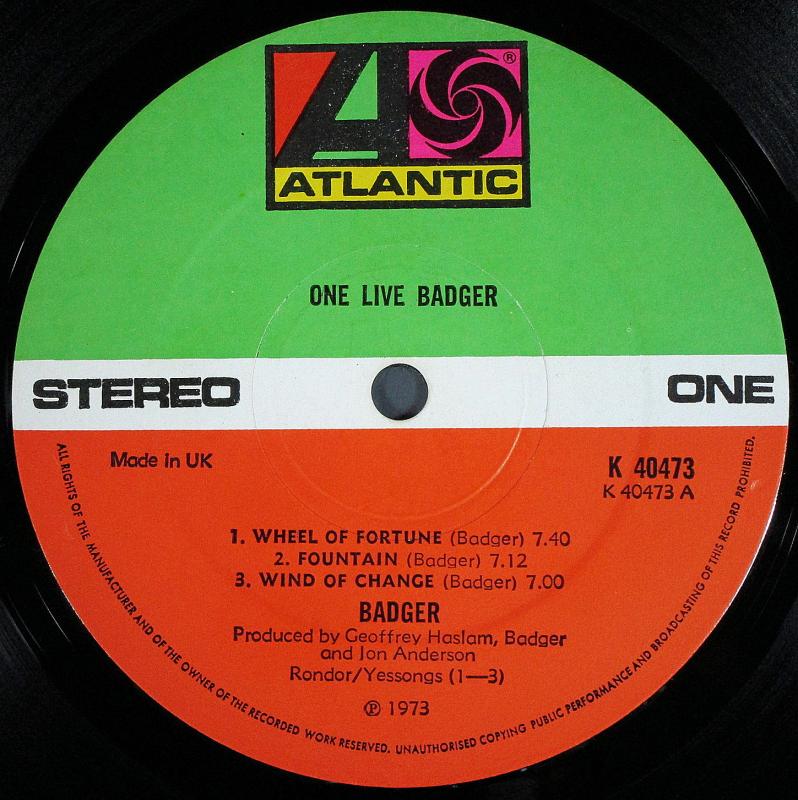 ®
ATLANTIC
ONE LIVE BADGER
STEREO
ONE
Made in UK
K 40473
K 40473 A
1. WHEEL OF FORTUNE (Badger) 7.40
2. FOUNTAIN (Badger) 7.12
3. WIND OF CHANGE (Badger) 7.00
BADGER
Produced by Geoffrey Haslam, Badger
and Jon Anderson
Rondor/Yessongs (1—3)
℗ 1973
ALL RIGHTS OF THE MANUFACTURER AND OF THE OWNER OF THE RECORDED WORK RESERVED. UNAUTHORISED COPYING PUBLIC PERFORMANCE AND BROADCASTING OF THIS RECORD PROHIBITED.